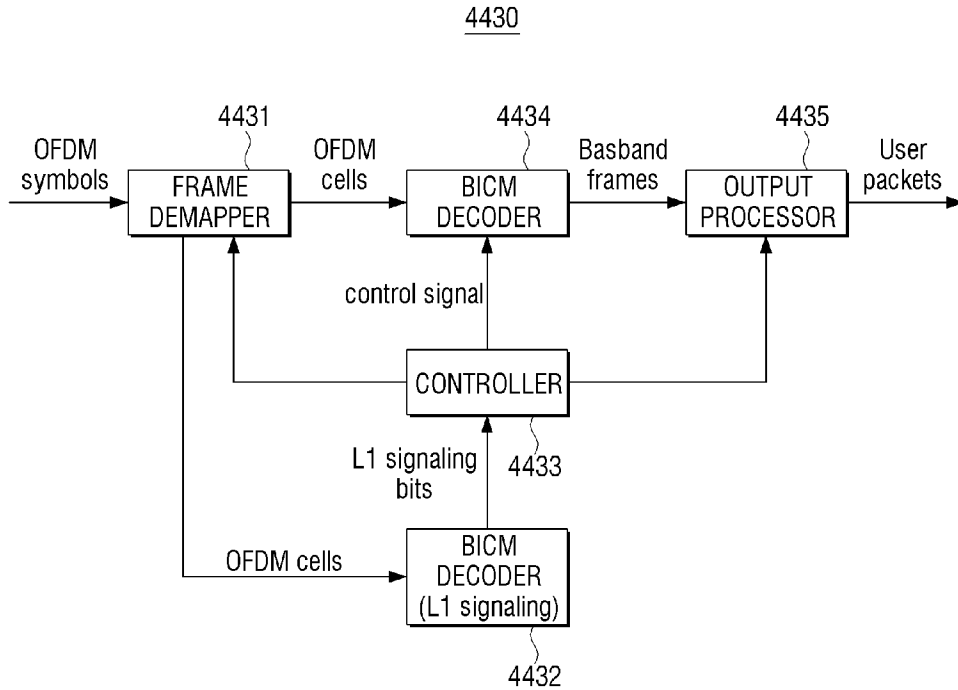 4430
4431
4434
4435
OFDM
symbols
FRAME
DEMAPPER
OFDM
cells
BICM
DECODER
Basband
frames
OUTPUT
PROCESSOR
User
packets
control signal
CONTROLLER
4433
L1 signaling
bits
OFDM cells
BICM
DECODER
(L1 signaling)
4432